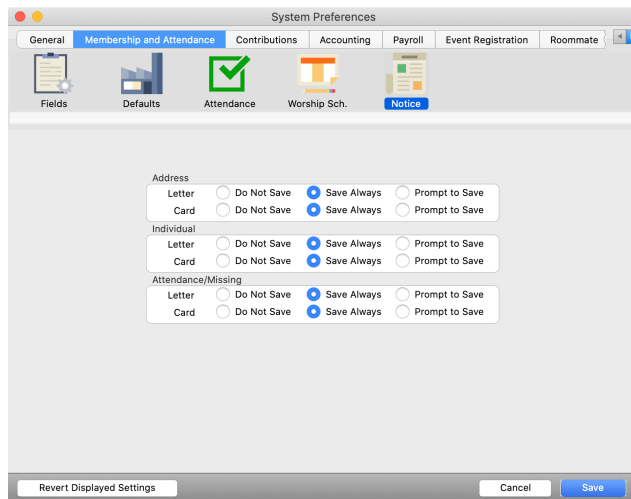 System Preferences
General Membership and Attendance Contributions Accounting Payroll Event Registration Roommate
Fields Defaults Attendance Worship Sch. Notice
Address
Letter Do Not Save Save Always Prompt to Save
Card Do Not Save Save Always Prompt to Save
Individual
Letter Do Not Save Save Always Prompt to Save
Card Do Not Save Save Always Prompt to Save
Attendance/Missing
Letter Do Not Save Save Always Prompt to Save
Card Do Not Save Save Always Prompt to Save
Revert Displayed Settings Cancel Save